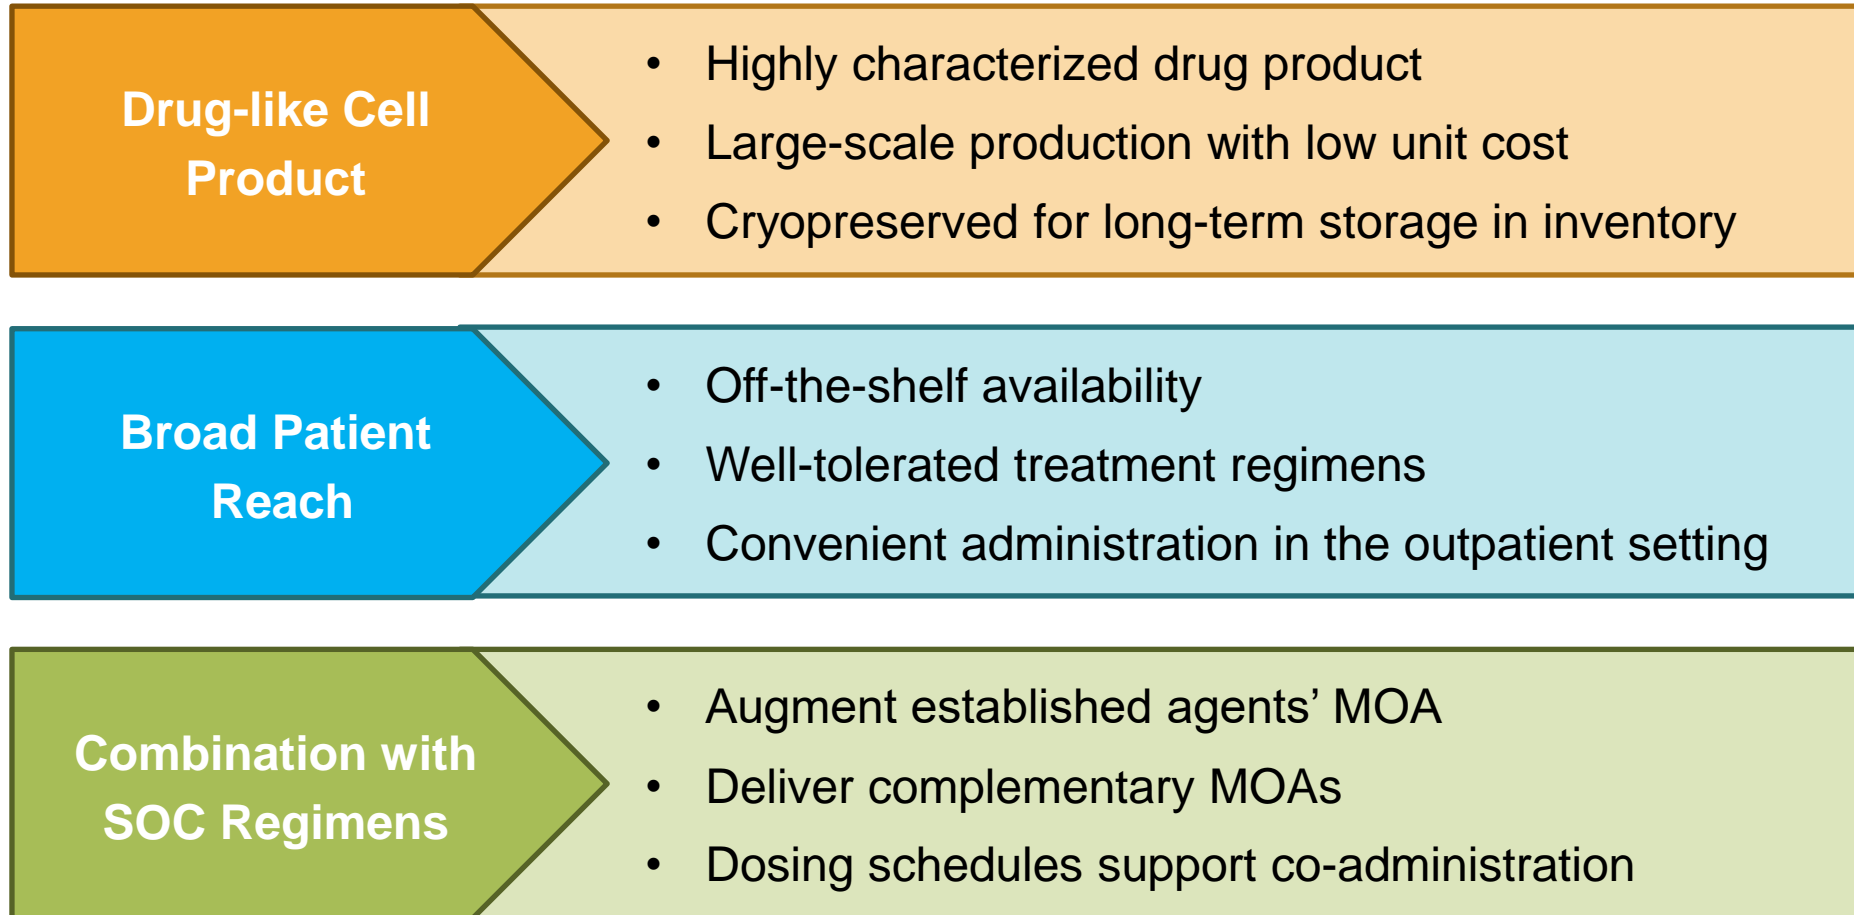 Drug-like Cell
Product
• Highly characterized drug product
• Large-scale production with low unit cost
• Cryopreserved for long-term storage in inventory
Broad Patient
Reach
• Off-the-shelf availability
• Well-tolerated treatment regimens
• Convenient administration in the outpatient setting
Combination with
SOC Regimens
• Augment established agents’ MOA
• Deliver complementary MOAs
• Dosing schedules support co-administration